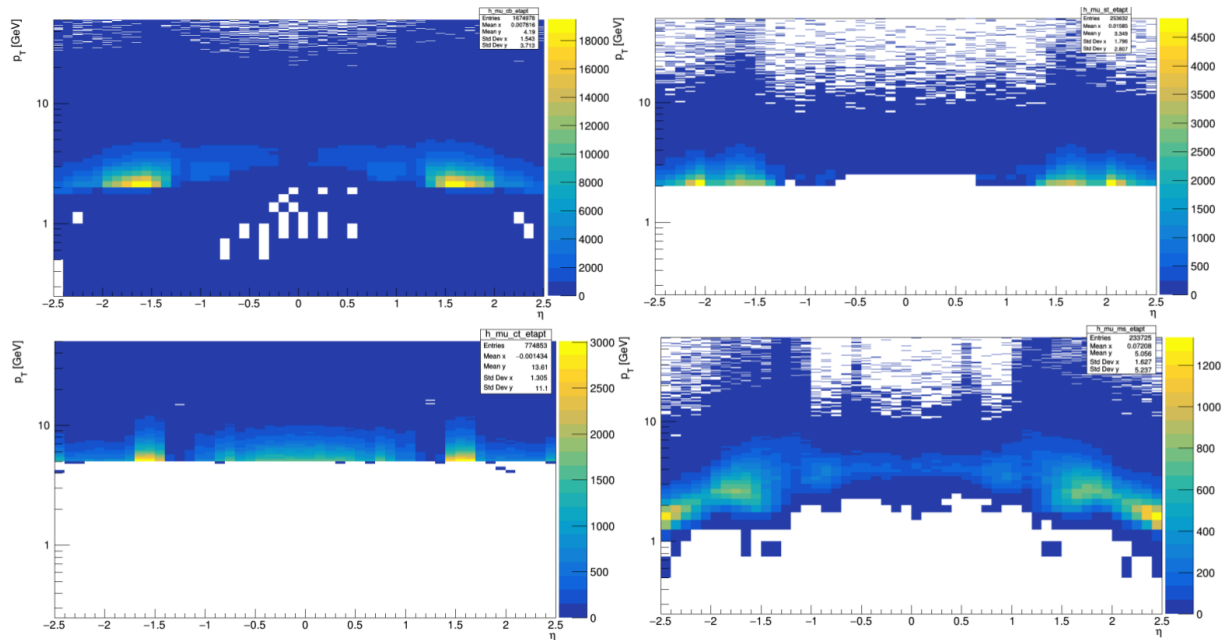 h_mu_cb_etapt
Entries 1674978
Mean x 0.007816
Mean y 4.19
Std Dev x 1.543
Std Dev y 3.713
p_T [GeV]
10
1
−2.5 −2 −1.5 −1 −0.5 0 0.5 1 1.5 2 2.5
η
18000
16000
14000
12000
10000
8000
6000
4000
2000
0
h_mu_st_etapt
Entries 253632
Mean x 0.01585
Mean y 3.349
Std Dev x 1.795
Std Dev y 2.807
p_T [GeV]
10
1
−2.5 −2 −1.5 −1 −0.5 0 0.5 1 1.5 2 2.5
η
4500
4000
3500
3000
2500
2000
1500
1000
500
0
h_mu_ct_etapt
Entries 774853
Mean x −0.001434
Mean y 13.61
Std Dev x 1.305
Std Dev y 11.1
p_T [GeV]
10
1
−2.5 −2 −1.5 −1 −0.5 0 0.5 1 1.5 2 2.5
η
3000
2500
2000
1500
1000
500
0
h_mu_ms_etapt
Entries 233725
Mean x 0.07208
Mean y 5.056
Std Dev x 1.627
Std Dev y 5.237
p_T [GeV]
10
1
−2.5 −2 −1.5 −1 −0.5 0 0.5 1 1.5 2 2.5
η
1200
1000
800
600
400
200
0